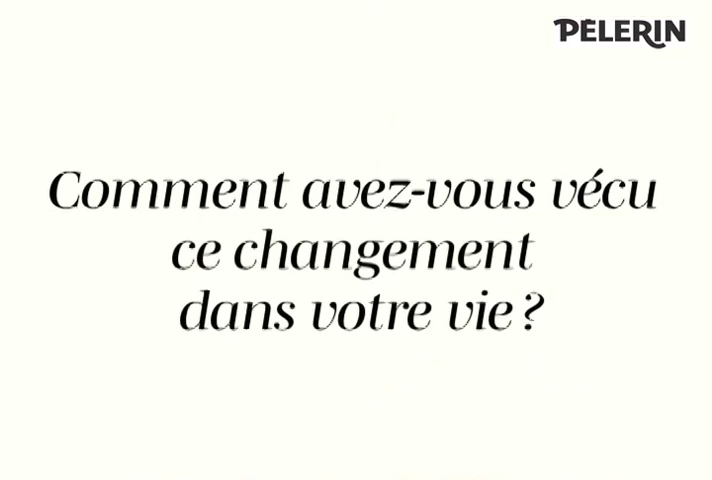 PELERIN
Comment avez-vous vécu
ce changement
dans votre vie ?